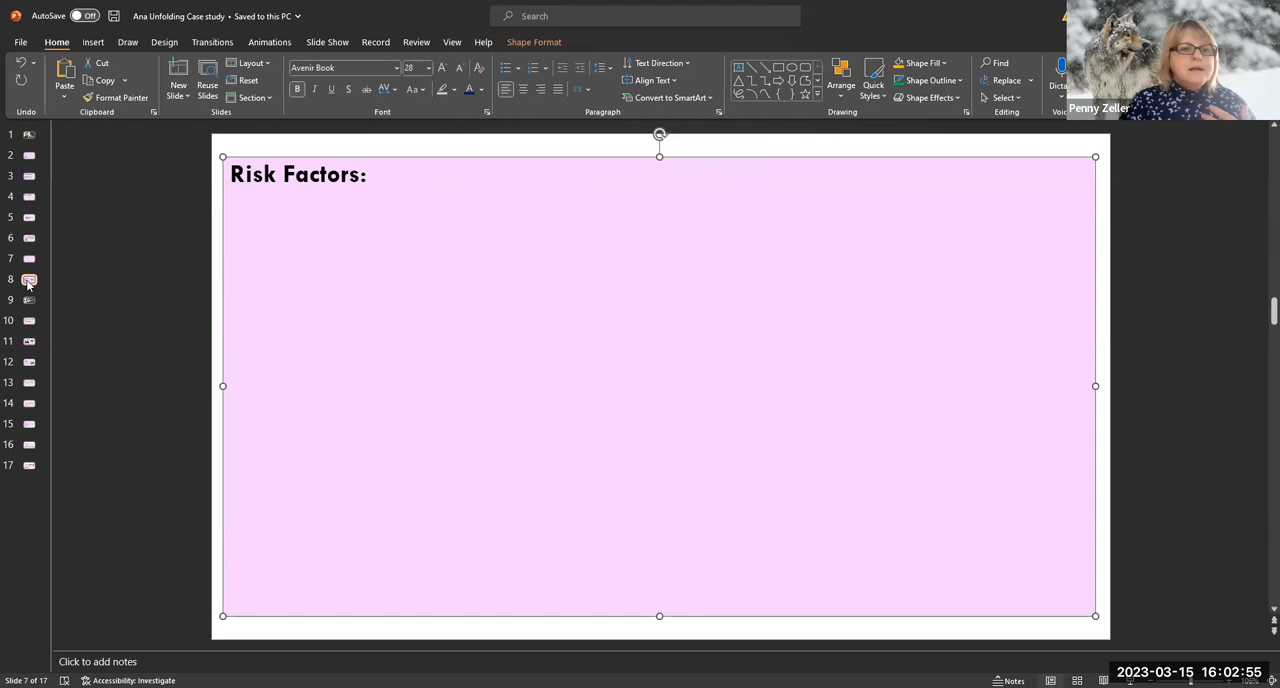 AutoSave Off Ana Unfolding Case study • Saved to this PC Search
File Home Insert Draw Design Transitions Animations Slide Show Record Review View Help Shape Format
Paste Cut Copy Format Painter
New Slide Reuse Slides Layout Reset Section
Avenir Book 28
B I U S ab AV Aa A
Text Direction Align Text Convert to SmartArt
Arrange Quick Styles Shape Fill Shape Outline Shape Effects
Find Replace Select
Dicta
Voic
Undo Clipboard Slides Font Paragraph Drawing Editing
Penny Zeller
1
2
3
4
5
6
7
8
9
10
11
12
13
14
15
16
17
Risk Factors:
Click to add notes
Slide 7 of 17 Accessibility: Investigate Notes
2023-03-15 16:02:55